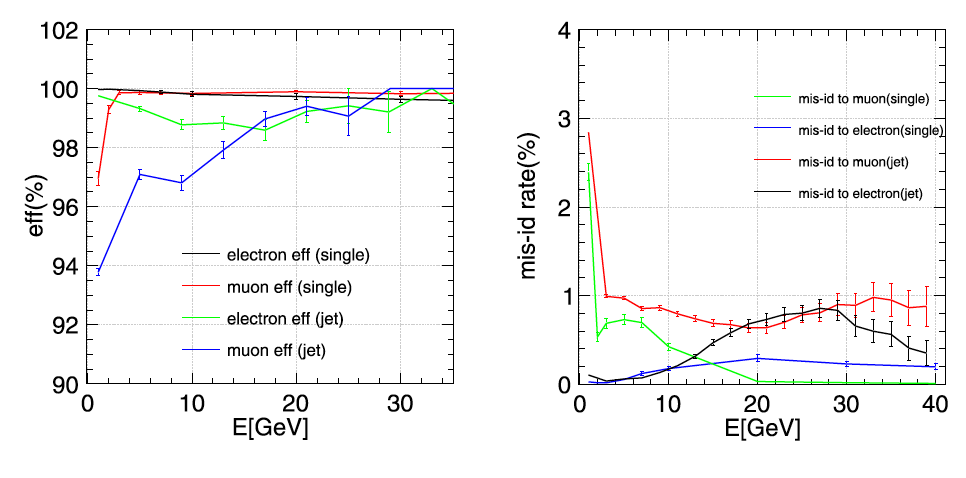 102
100
98
96
94
92
90
eff(%)
electron eff (single)
muon eff (single)
electron eff (jet)
muon eff (jet)
0 10 20 30
E[GeV]
4
3
2
1
0
mis-id rate(%)
mis-id to muon(single)
mis-id to electron(single)
mis-id to muon(jet)
mis-id to electron(jet)
0 10 20 30 40
E[GeV]